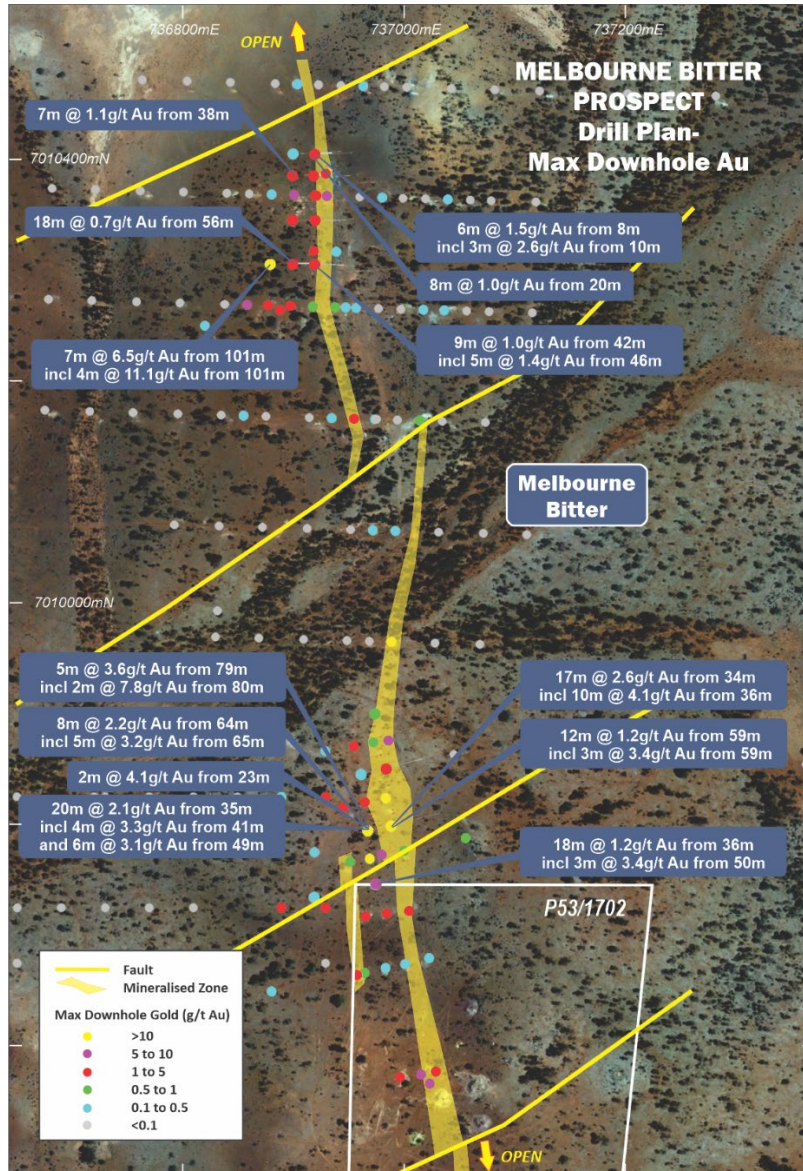 736800mE
737000mE
737200mE
OPEN
MELBOURNE BITTER
PROSPECT
Drill Plan-
Max Downhole Au
7m @ 1.1g/t Au from 38m
7010400mN
18m @ 0.7g/t Au from 56m
6m @ 1.5g/t Au from 8m
incl 3m @ 2.6g/t Au from 10m
8m @ 1.0g/t Au from 20m
7m @ 6.5g/t Au from 101m
incl 4m @ 11.1g/t Au from 101m
9m @ 1.0g/t Au from 42m
incl 5m @ 1.4g/t Au from 46m
Melbourne
Bitter
7010000mN
5m @ 3.6g/t Au from 79m
incl 2m @ 7.8g/t Au from 80m
17m @ 2.6g/t Au from 34m
incl 10m @ 4.1g/t Au from 36m
8m @ 2.2g/t Au from 64m
incl 5m @ 3.2g/t Au from 65m
12m @ 1.2g/t Au from 59m
incl 3m @ 3.4g/t Au from 59m
2m @ 4.1g/t Au from 23m
20m @ 2.1g/t Au from 35m
incl 4m @ 3.3g/t Au from 41m
and 6m @ 3.1g/t Au from 49m
18m @ 1.2g/t Au from 36m
incl 3m @ 3.4g/t Au from 50m
P53/1702
Fault
Mineralised Zone
Max Downhole Gold (g/t Au)
>10
5 to 10
1 to 5
0.5 to 1
0.1 to 0.5
<0.1
OPEN